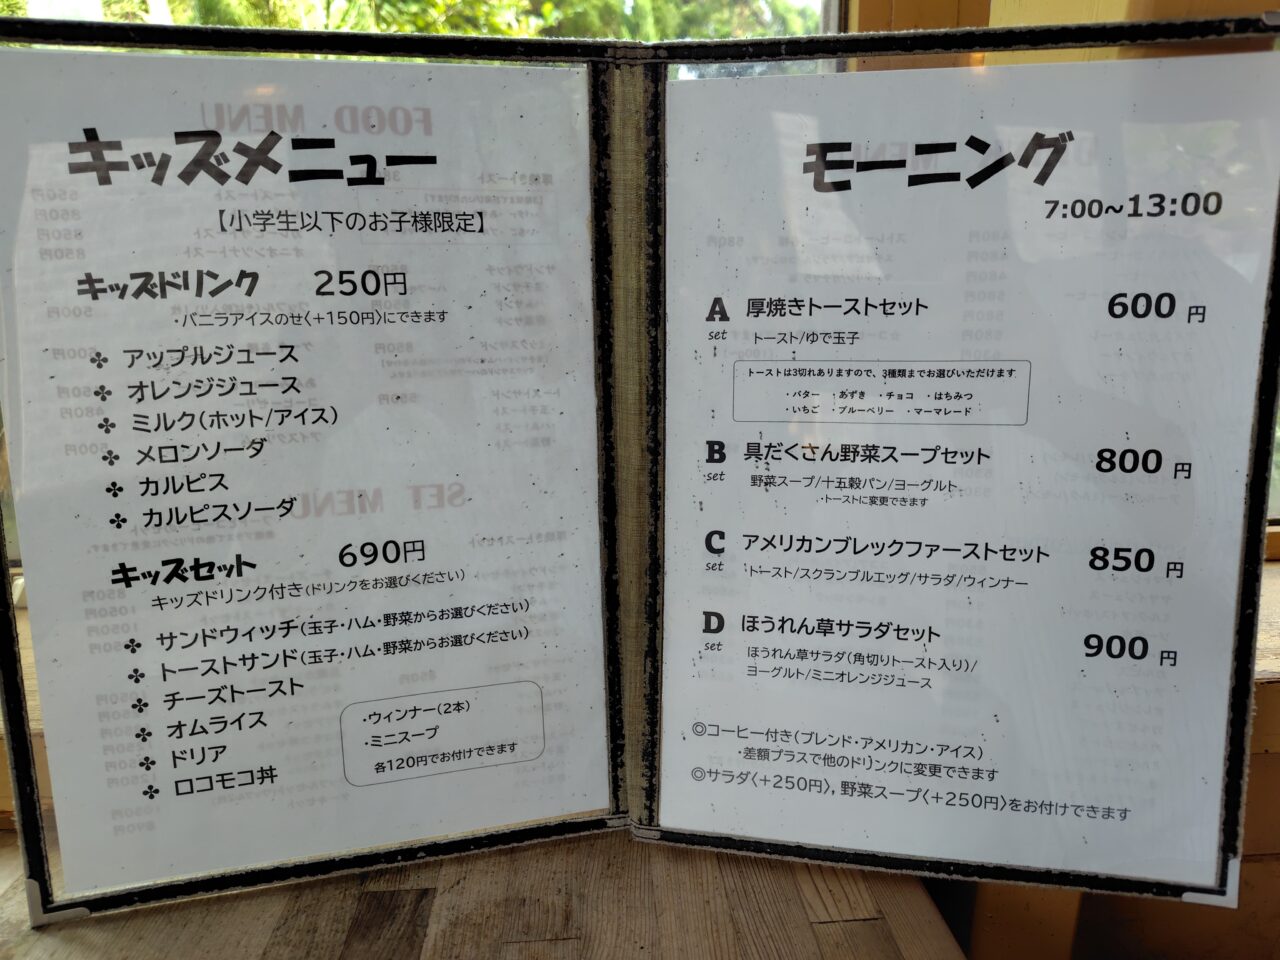 キッズメニュー
【小学生以下のお子様限定】
キッズドリンク 250円
・バニラアイスのせ〈+150円〉にできます
アップルジュース
オレンジジュース
ミルク(ホット/アイス)
メロンソーダ
カルピス
カルピスソーダ
キッズセット 690円
キッズドリンク付き(ドリンクをお選びください)
サンドウィッチ(玉子・ハム・野菜からお選びください)
トーストサンド(玉子・ハム・野菜からお選びください)
チーズトースト
オムライス
ドリア
ロコモコ丼
・ウィンナー(2本)
・ミニスープ
各120円でお付けできます
モーニング
7:00~13:00
A set 厚焼きトーストセット 600円
トースト/ゆで玉子
トーストは3切れありますので、3種類までお選びいただけます
・バター ・あずき ・チョコ ・はちみつ
・いちご ・ブルーベリー ・マーマレード
B set 具だくさん野菜スープセット 800円
野菜スープ/十五穀パン/ヨーグルト
・トーストに変更できます
C set アメリカンブレックファーストセット 850円
トースト/スクランブルエッグ/サラダ/ウィンナー
D set ほうれん草サラダセット 900円
ほうれん草サラダ(角切りトースト入り)/
ヨーグルト/ミニオレンジジュース
◎コーヒー付き(ブレンド・アメリカン・アイス)
・差額プラスで他のドリンクに変更できます
◎サラダ〈+250円〉,野菜スープ〈+250円〉をお付けできます